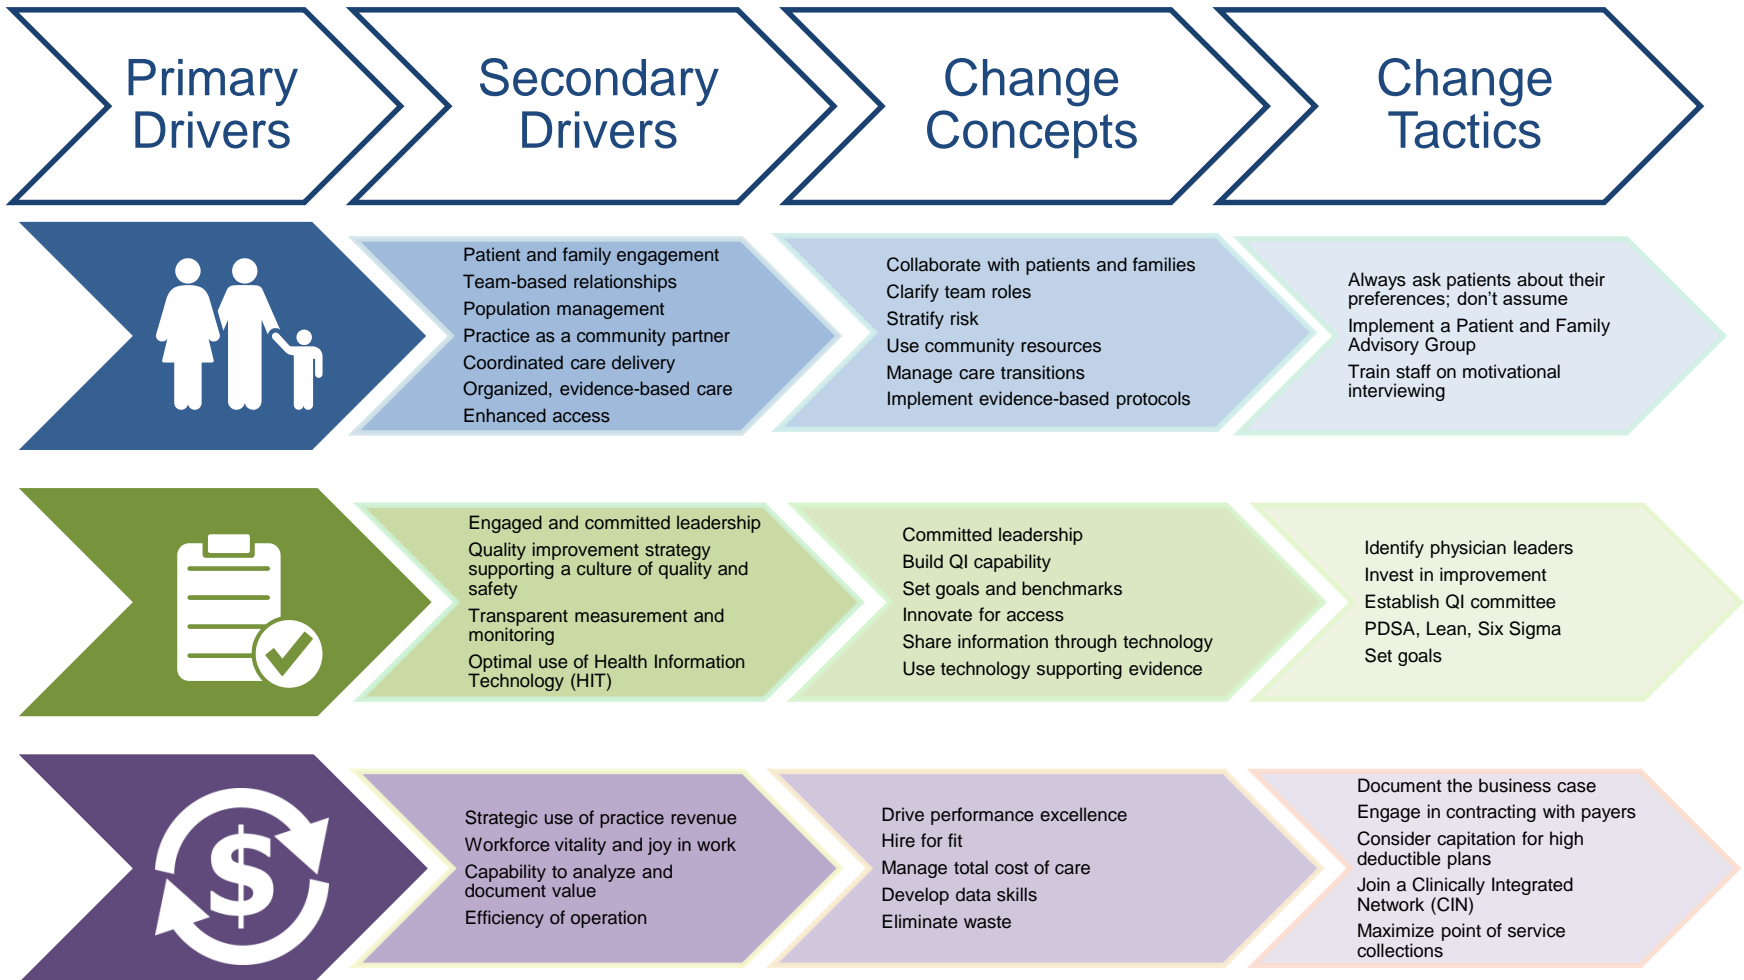 Primary
Drivers
Secondary
Drivers
Change
Concepts
Change
Tactics
Patient and family engagement
Team-based relationships
Population management
Practice as a community partner
Coordinated care delivery
Organized, evidence-based care
Enhanced access
Collaborate with patients and families
Clarify team roles
Stratify risk
Use community resources
Manage care transitions
Implement evidence-based protocols
Always ask patients about their
preferences; don’t assume
Implement a Patient and Family
Advisory Group
Train staff on motivational
interviewing
Engaged and committed leadership
Quality improvement strategy
supporting a culture of quality and
safety
Transparent measurement and
monitoring
Optimal use of Health Information
Technology (HIT)
Committed leadership
Build QI capability
Set goals and benchmarks
Innovate for access
Share information through technology
Use technology supporting evidence
Identify physician leaders
Invest in improvement
Establish QI committee
PDSA, Lean, Six Sigma
Set goals
$
Strategic use of practice revenue
Workforce vitality and joy in work
Capability to analyze and
document value
Efficiency of operation
Drive performance excellence
Hire for fit
Manage total cost of care
Develop data skills
Eliminate waste
Document the business case
Engage in contracting with payers
Consider capitation for high
deductible plans
Join a Clinically Integrated
Network (CIN)
Maximize point of service
collections